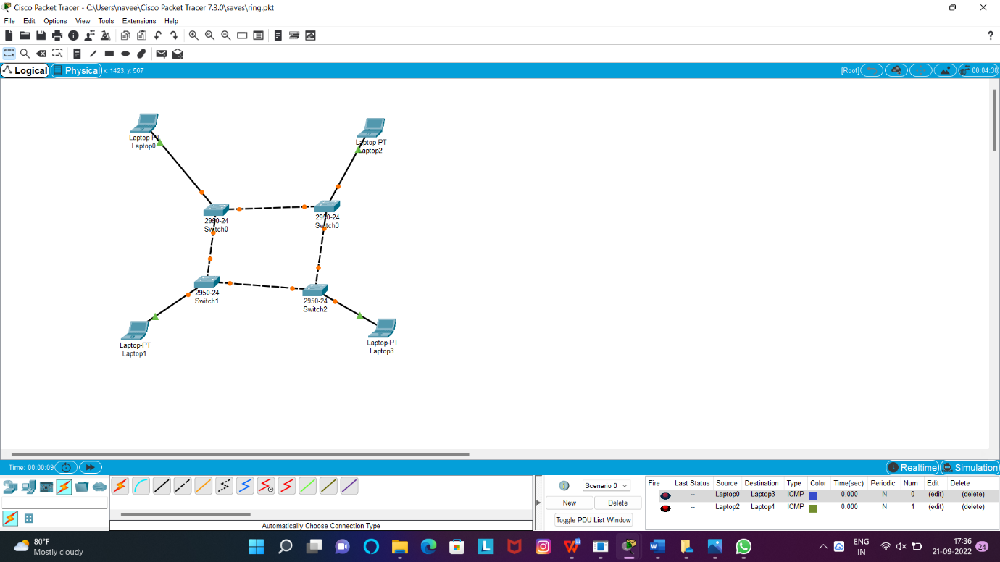 Cisco Packet Tracer - C:\Users\navee\Cisco Packet Tracer 7.3.0\saves\ring.pkt
File Edit Options View Tools Extensions Help
?
Logical Physical x: 1423, y: 567 [Root] 00:04:30
Laptop-PT
Laptop0
Laptop-PT
Laptop2
2950-24
Switch0
2950-24
Switch3
2950-24
Switch1
2950-24
Switch2
Laptop-PT
Laptop1
Laptop-PT
Laptop3
Time: 00:00:09 Realtime Simulation
Scenario 0
New Delete
Toggle PDU List Window
Automatically Choose Connection Type
Fire Last Status Source Destination Type Color Time(sec) Periodic Num Edit Delete
-- Laptop0 Laptop3 ICMP 0.000 N 0 (edit) (delete)
-- Laptop2 Laptop1 ICMP 0.000 N 1 (edit) (delete)
80°F
Mostly cloudy
ENG
IN
17:36
21-09-2022
24